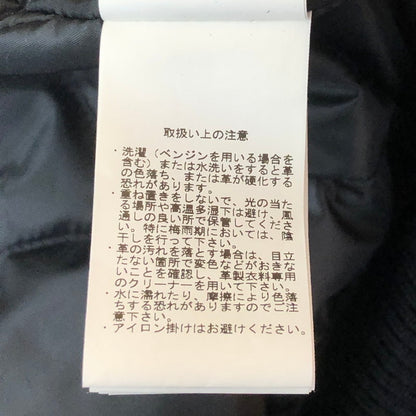 取扱い上の注意
・洗濯（ベンジンを用いる場合を
含む）または水洗いをすると革
の色落ち、または革が硬化する
恐れがあります。
・重ね置きをしないで、光の当た
る場所や高温多湿下は避け、風
通しの良い所で保管してくださ
い。特に梅雨期においては、陰
干しを行って下さい。
・革の汚れを落とす場合は、目立
たない箇所で変色などがおきな
いことを確認し、革製衣料専用
のクリーナーを用いて下さい。
・水に濡れたり、摩擦により色落
ちする恐れがありますのでご注
意下さい。
・アイロン掛けはお避けください。